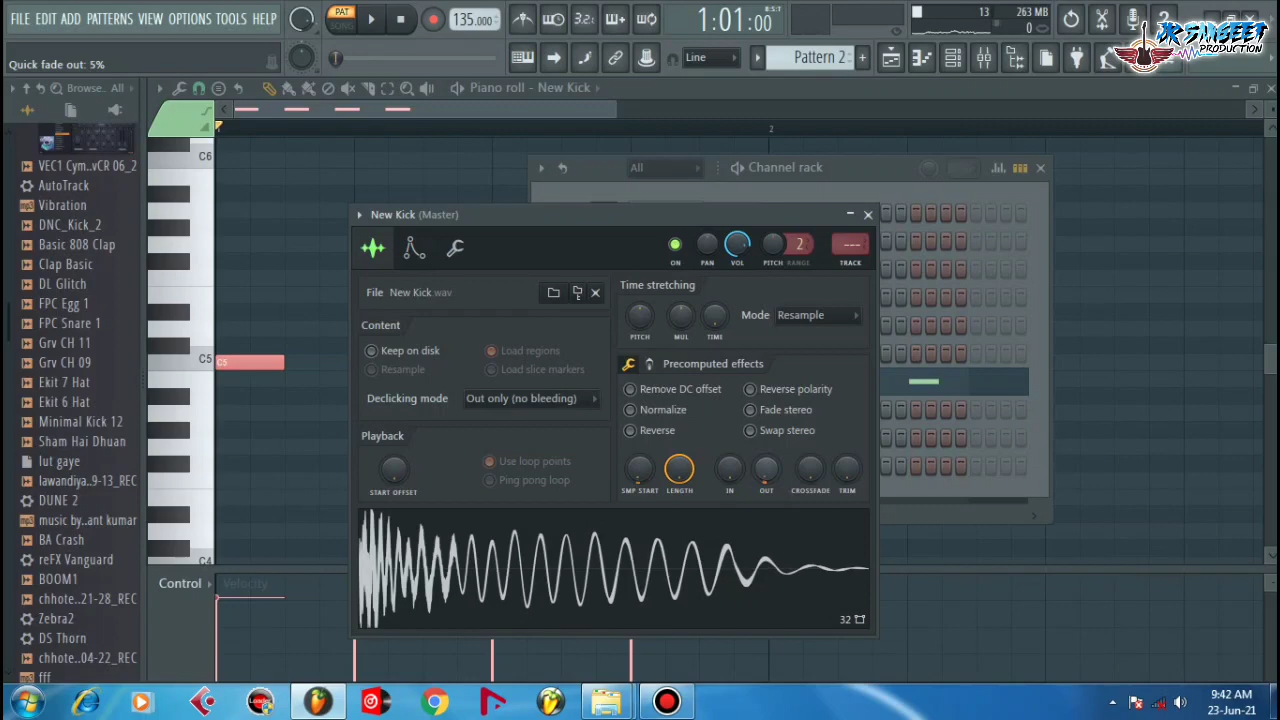 FILE EDIT ADD PATTERNS VIEW OPTIONS TOOLS HELP
PAT
SONG
135.000
3.2
1:01:00
B:S:T
13
263 MB
0
JK SANGEET
PRODUCTION
Quick fade out: 5%
Line
Pattern 2
Browse.. All
Piano roll - New Kick
2
C6
C5
C4
C5
VEC1 Cym..vCR 06_2
AutoTrack
Vibration
DNC_Kick_2
Basic 808 Clap
Clap Basic
DL Glitch
FPC Egg 1
FPC Snare 1
Grv CH 11
Grv CH 09
Ekit 7 Hat
Ekit 6 Hat
Minimal Kick 12
Sham Hai Dhuan
lut gaye
lawandiya..9-13_REC
DUNE 2
music by..ant kumar
BA Crash
reFX Vanguard
BOOM1
chhote..21-28_REC
Zebra2
DS Thorn
chhote..04-22_REC
fff
All
Channel rack
New Kick (Master)
ON
PAN
VOL
PITCH
2
RANGE
---
TRACK
File
New Kick.wav
Content
Keep on disk
Resample
Load regions
Load slice markers
Declicking mode
Out only (no bleeding)
Playback
START OFFSET
Use loop points
Ping pong loop
Time stretching
PITCH
MUL
TIME
Mode
Resample
Precomputed effects
Remove DC offset
Normalize
Reverse
Reverse polarity
Fade stereo
Swap stereo
SMP START
LENGTH
IN
OUT
CROSSFADE
TRIM
32
Control
Velocity
9:42 AM
23-Jun-21